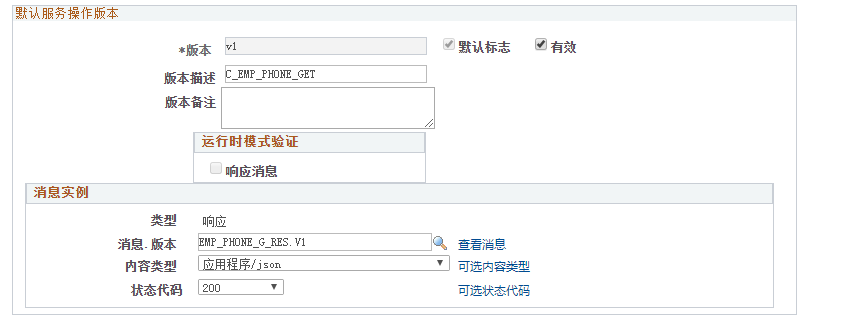 默认服务操作版本
*版本 v1 默认标志 有效
版本描述 C_EMP_PHONE_GET
版本备注
运行时模式验证
响应消息
消息实例
类型 响应
消息.版本 EMP_PHONE_G_RES.V1 查看消息
内容类型 应用程序/json 可选内容类型
状态代码 200 可选状态代码